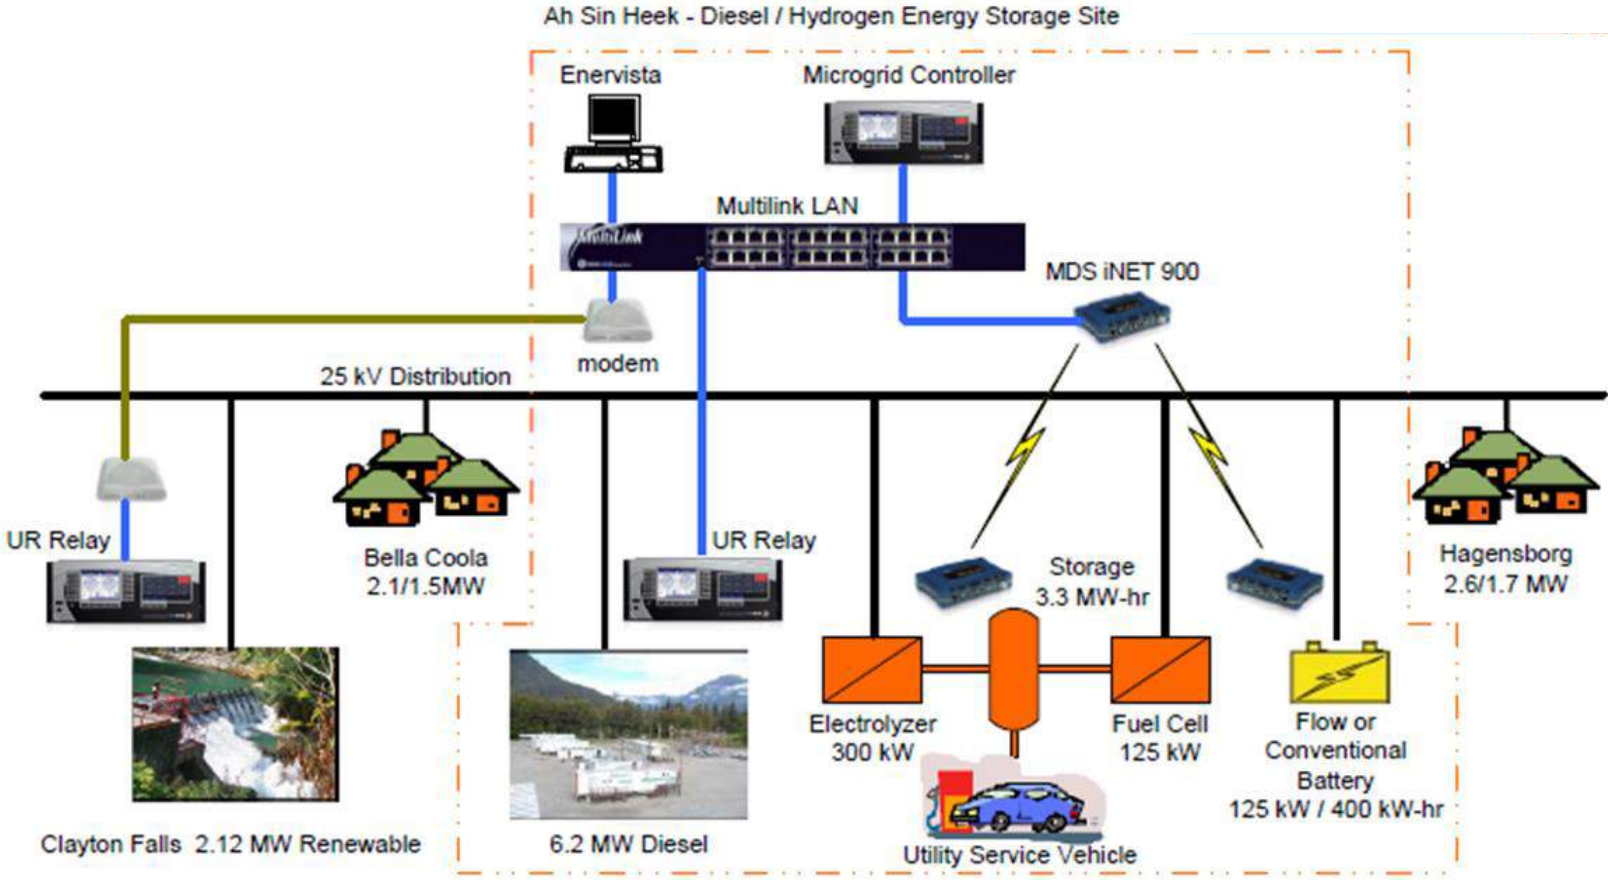 Ah Sin Heek - Diesel / Hydrogen Energy Storage Site
Enervista
Microgrid Controller
Multilink LAN
MultiLink
MDS iNET 900
modem
25 kV Distribution
UR Relay
Bella Coola
2.1/1.5MW
UR Relay
Storage
3.3 MW-hr
Hagensborg
2.6/1.7 MW
Electrolyzer
300 kW
Fuel Cell
125 kW
Flow or
Conventional
Battery
125 kW / 400 kW-hr
Clayton Falls 2.12 MW Renewable
6.2 MW Diesel
Utility Service Vehicle